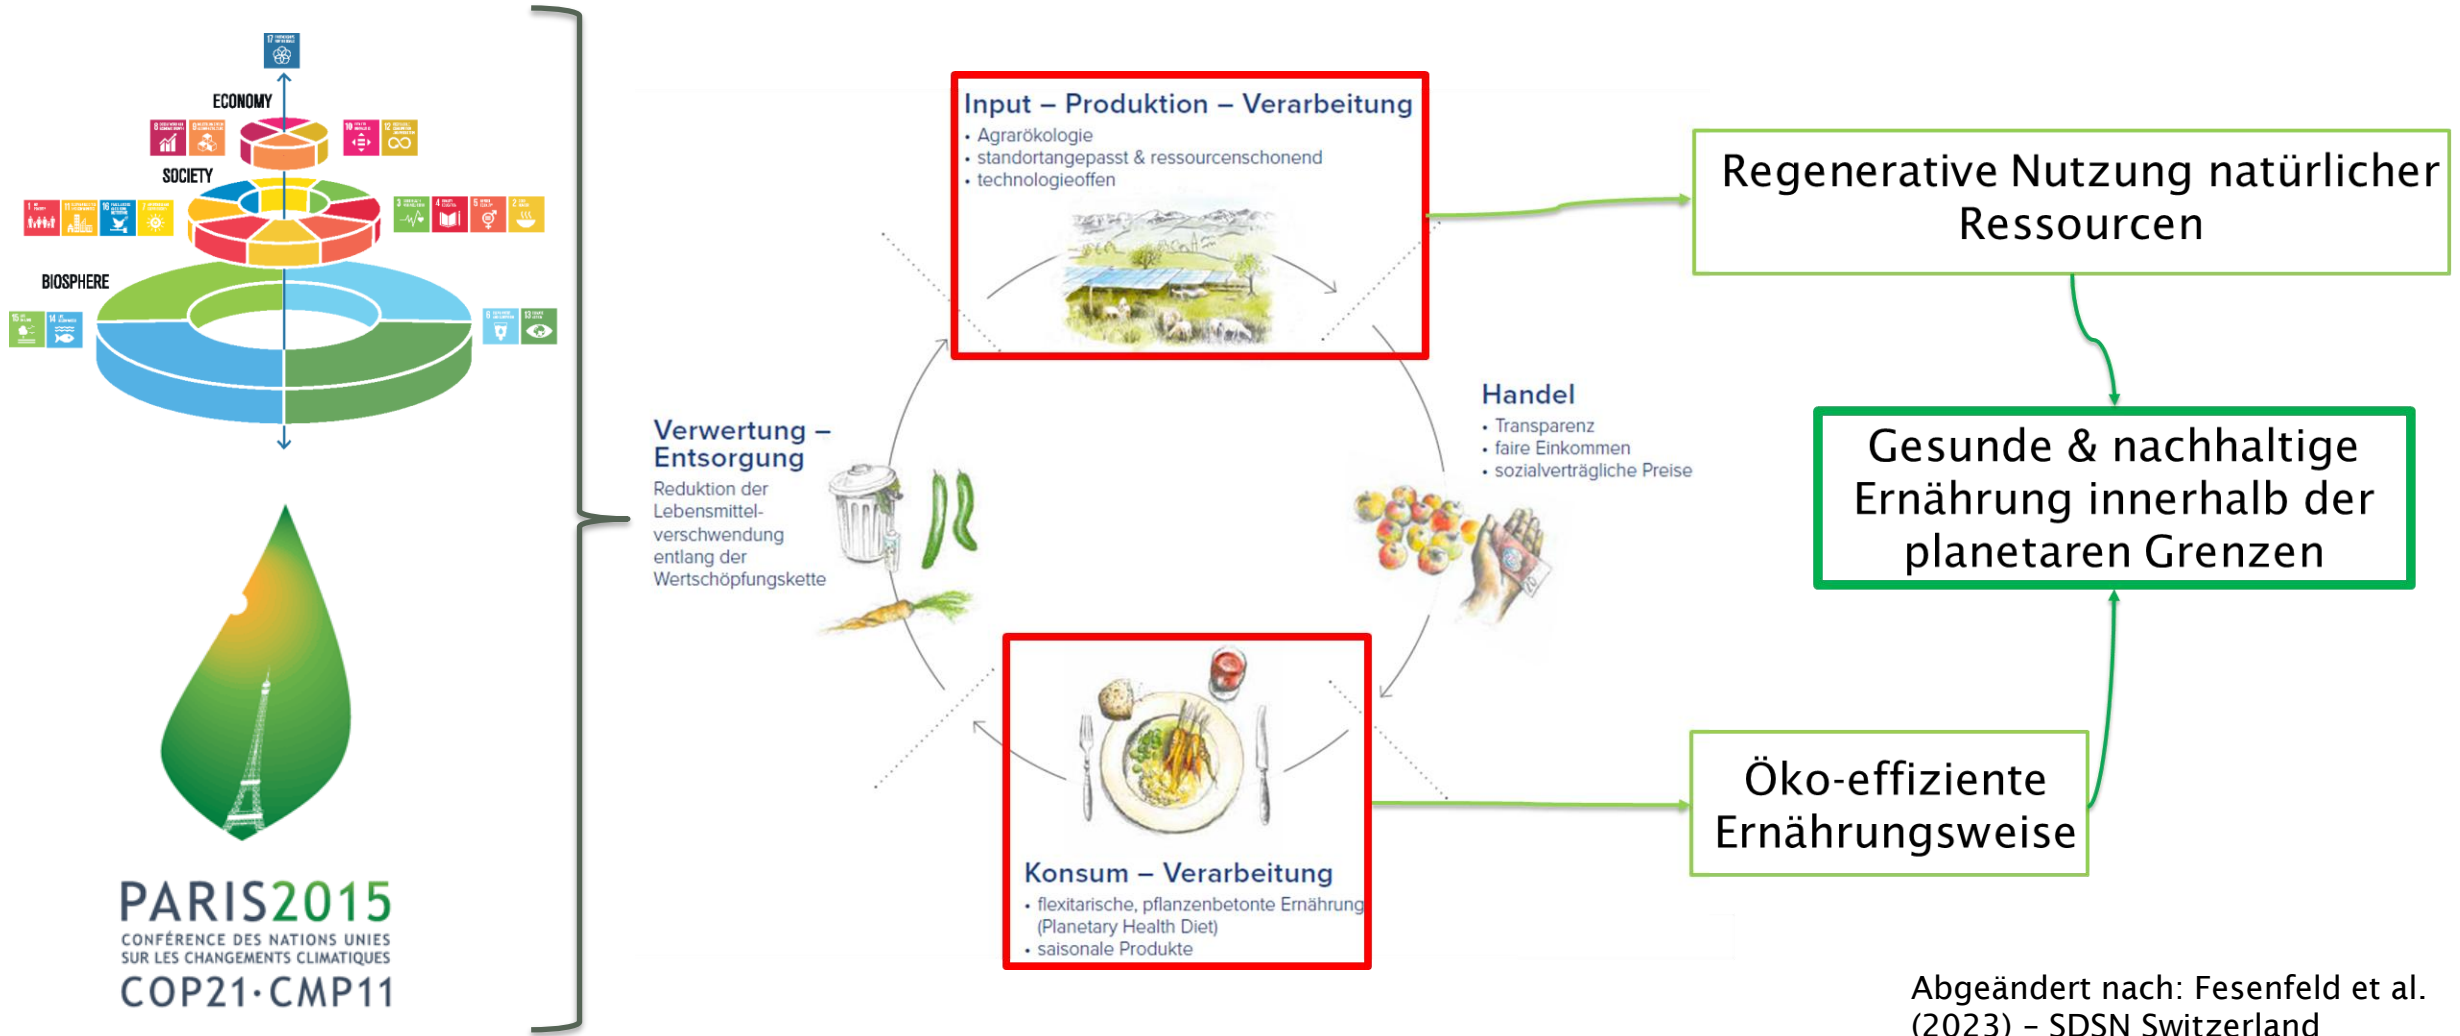 ECONOMY
SOCIETY
BIOSPHERE
PARIS2015
CONFÉRENCE DES NATIONS UNIES
SUR LES CHANGEMENTS CLIMATIQUES
COP21·CMP11
Input – Produktion – Verarbeitung
• Agrarökologie
• standortangepasst & ressourcenschonend
• technologieoffen
Handel
• Transparenz
• faire Einkommen
• sozialverträgliche Preise
Verwertung –
Entsorgung
Reduktion der
Lebensmittel-
verschwendung
entlang der
Wertschöpfungskette
20
Konsum – Verarbeitung
• flexitarische, pflanzenbetonte Ernährung
(Planetary Health Diet)
• saisonale Produkte
Regenerative Nutzung natürlicher
Ressourcen
Gesunde & nachhaltige
Ernährung innerhalb der
planetaren Grenzen
Öko-effiziente
Ernährungsweise
Abgeändert nach: Fesenfeld et al.
(2023) – SDSN Switzerland